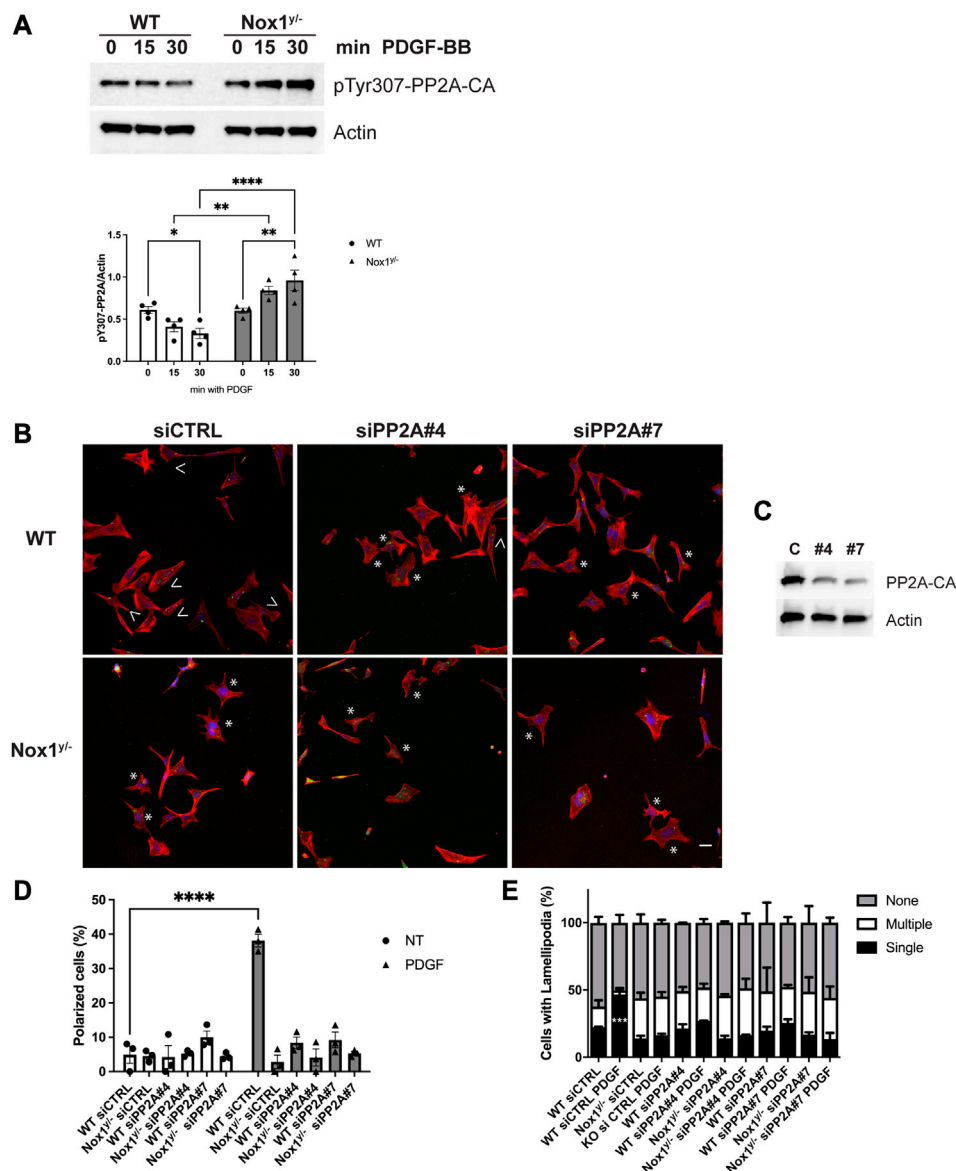 A
WT Nox1y/-
0 15 30 0 15 30 min PDGF-BB
pTyr307-PP2A-CA
Actin
****
**
* **
pY307-PP2A/Actin
1.5
1.0
0.5
0.0
0 15 30 0 15 30
min with PDGF
WT
Nox1y/-
B
siCTRL siPP2A#4 siPP2A#7
WT
Nox1y/-
C
C #4 #7
PP2A-CA
Actin
D
****
Polarized cells (%)
50
40
30
20
10
0
NT
PDGF
WT siCTRL
Nox1y/- siCTRL
WT siPP2A#4
Nox1y/- siPP2A#4
WT siPP2A#7
Nox1y/- siPP2A#7
WT siCTRL
Nox1y/- siCTRL
WT siPP2A#4
Nox1y/- siPP2A#4
WT siPP2A#7
Nox1y/- siPP2A#7
E
Cells with Lamellipodia (%)
100
50
0
***
None
Multiple
Single
WT siCTRL
WT siCTRL PDGF
Nox1y/- siCTRL
KO si CTRL PDGF
WT siPP2A#4
WT siPP2A#4 PDGF
Nox1y/- siPP2A#4
Nox1y/- siPP2A#4 PDGF
WT siPP2A#7
WT siPP2A#7 PDGF
Nox1y/- siPP2A#7
Nox1y/- siPP2A#7 PDGF